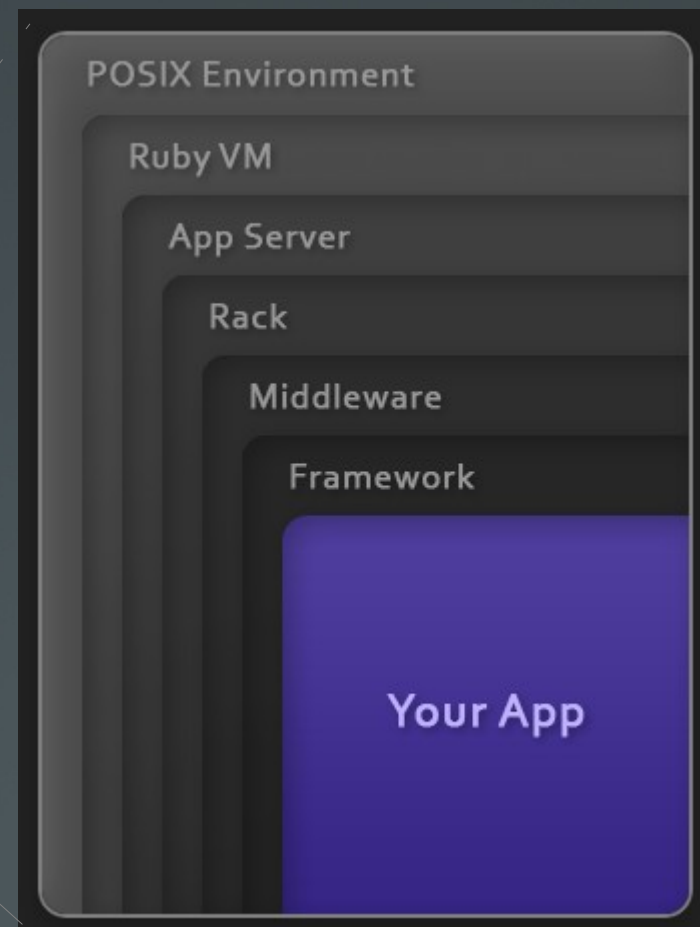 POSIX Environment
Ruby VM
App Server
Rack
Middleware
Framework
Your App